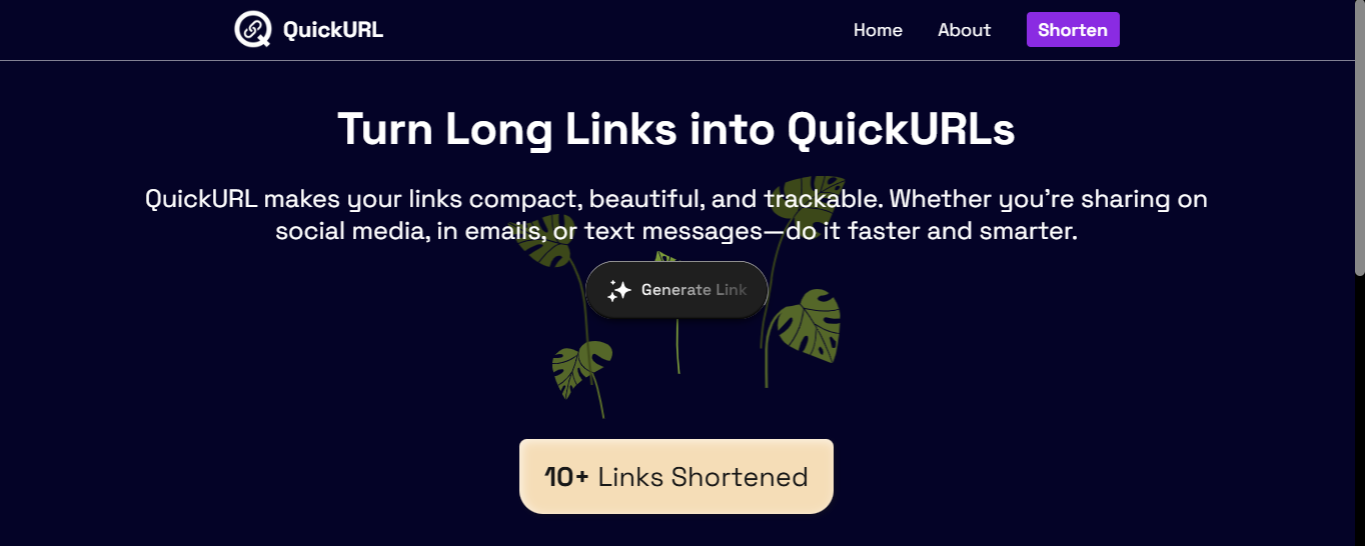 QuickURL
Home
About
Shorten
Turn Long Links into QuickURLs
QuickURL makes your links compact, beautiful, and trackable. Whether you’re sharing on
social media, in emails, or text messages—do it faster and smarter.
Generate Link
10+ Links Shortened